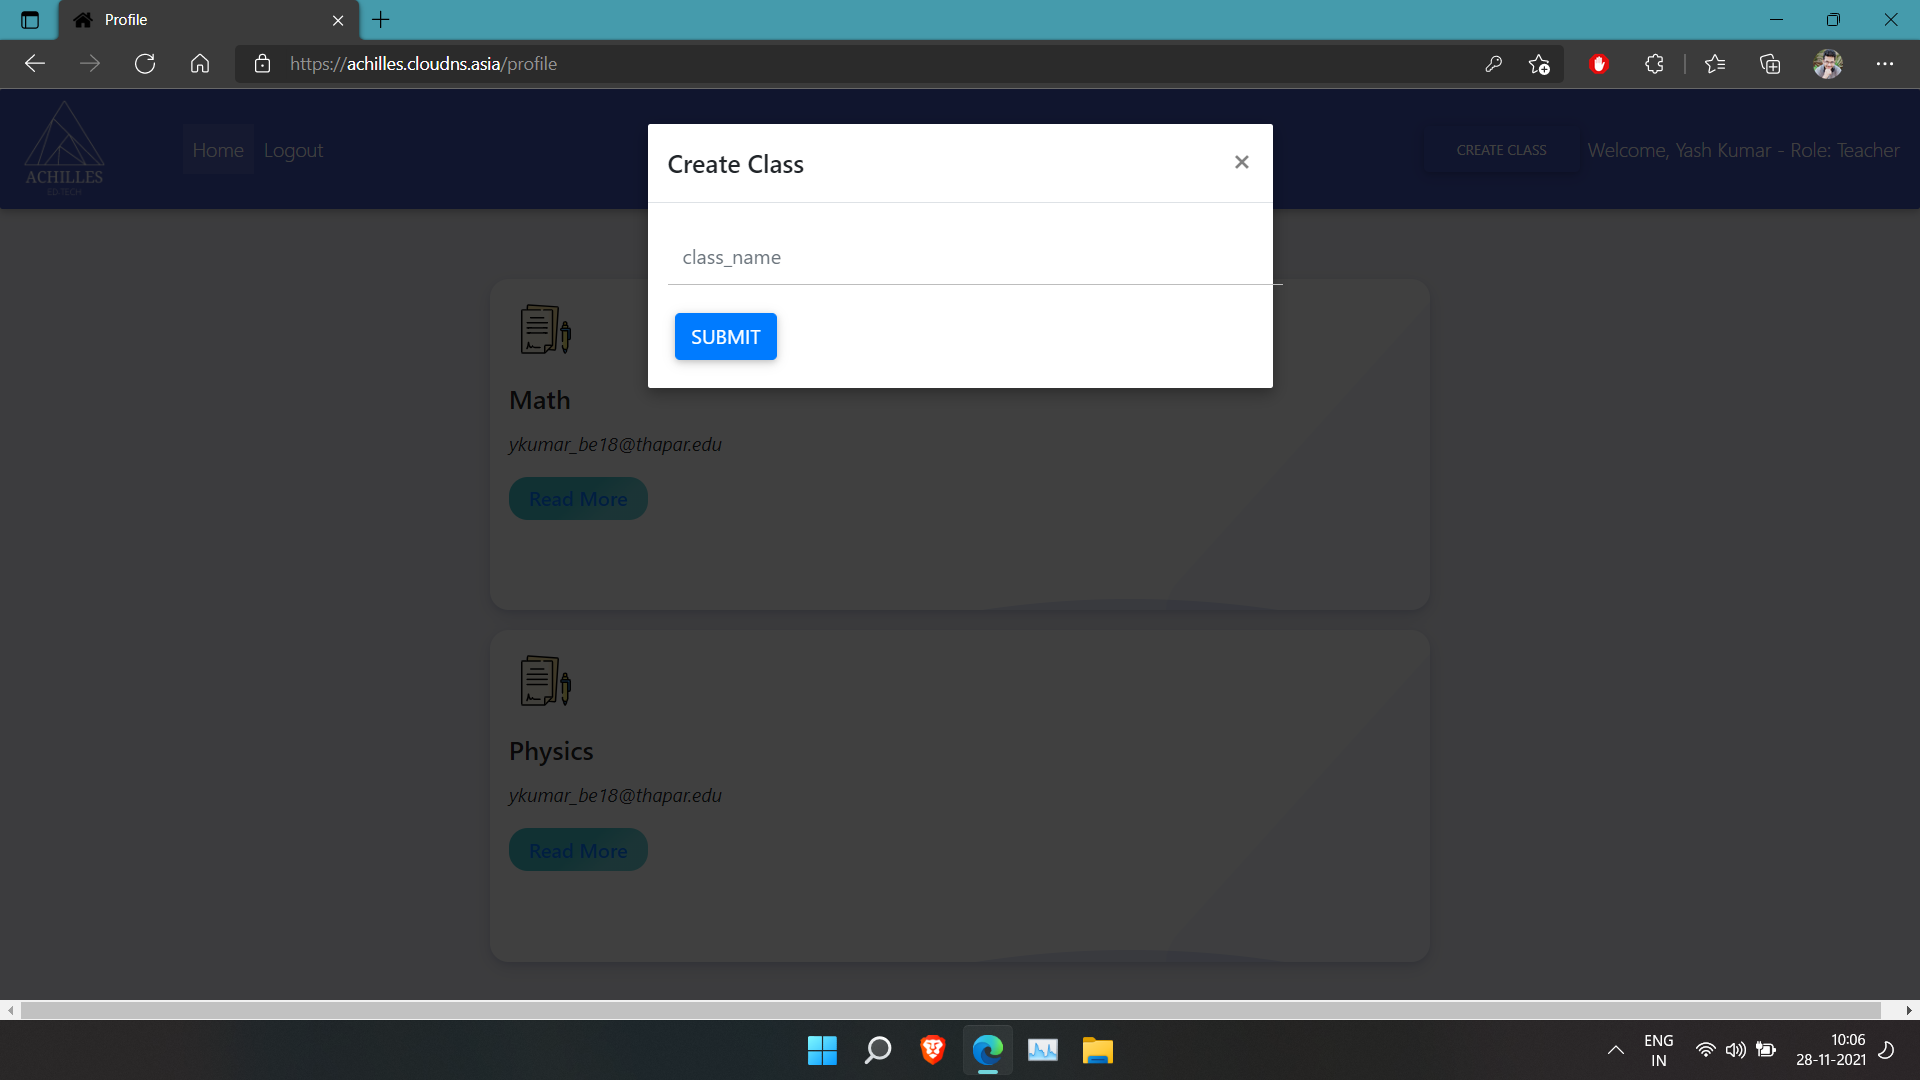 Profile
https://achilles.cloudns.asia/profile
ACHILLES
ED-TECH
Home
Logout
CREATE CLASS
Welcome, Yash Kumar - Role: Teacher
Create Class
×
class_name
SUBMIT
Math
ykumar_be18@thapar.edu
Read More
Physics
ykumar_be18@thapar.edu
Read More
ENG
IN
10:06
28-11-2021